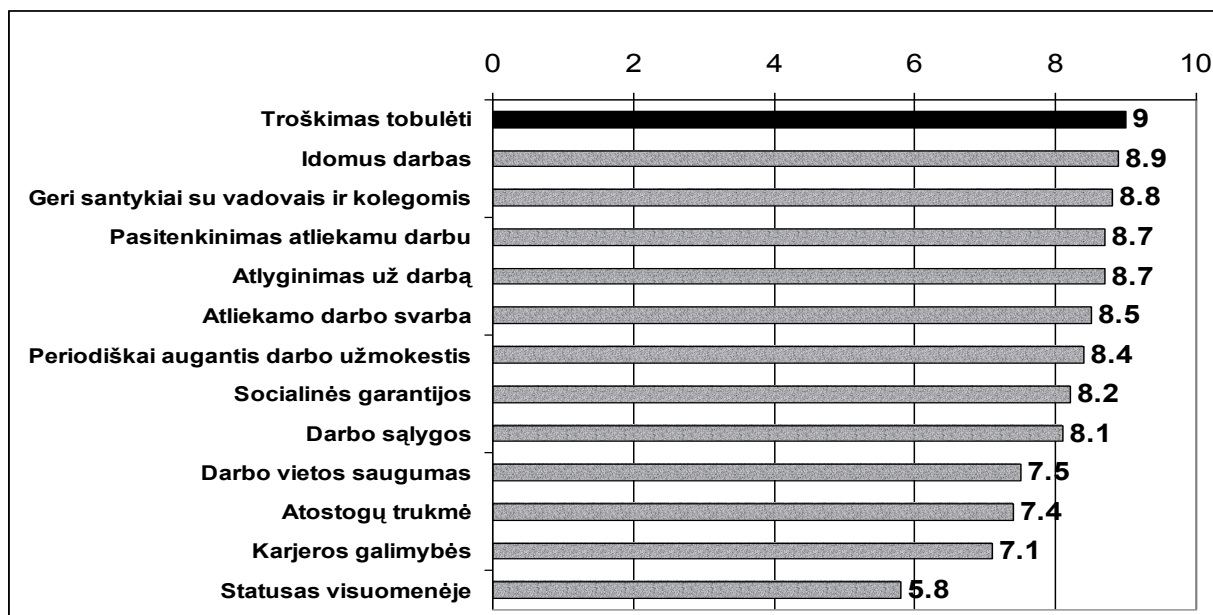 0 2 4 6 8 10
Troškimas tobulėti 9
Idomus darbas 8.9
Geri santykiai su vadovais ir kolegomis 8.8
Pasitenkinimas atliekamu darbu 8.7
Atlyginimas už darbą 8.7
Atliekamo darbo svarba 8.5
Periodiškai augantis darbo užmokestis 8.4
Socialinės garantijos 8.2
Darbo sąlygos 8.1
Darbo vietos saugumas 7.5
Atostogų trukmė 7.4
Karjeros galimybės 7.1
Statusas visuomenėje 5.8